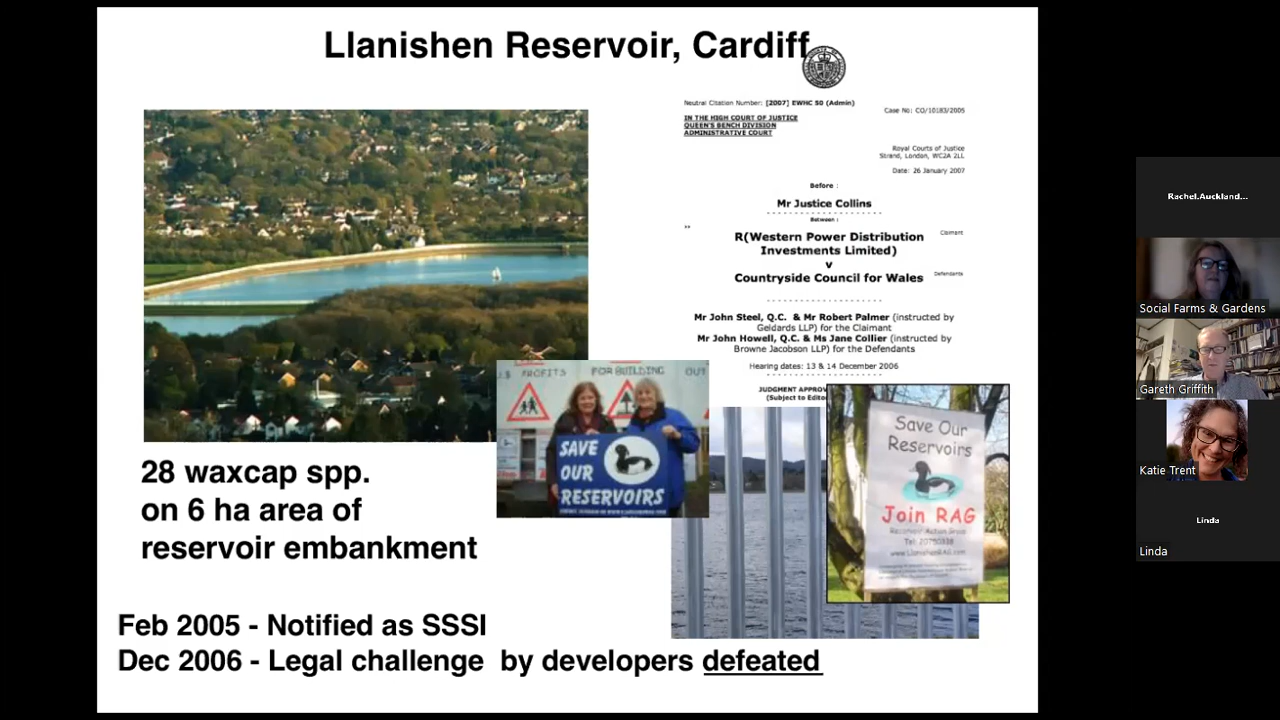 Llanishen Reservoir, Cardiff
Neutral Citation Number: [2007] EWHC 50 (Admin)
Case No: CO/10183/2005
IN THE HIGH COURT OF JUSTICE
QUEEN'S BENCH DIVISION
ADMINISTRATIVE COURT
Royal Courts of Justice
Strand, London, WC2A 2LL
Date: 26 January 2007
Before :
Mr Justice Collins
Between :
R(Western Power Distribution
Investments Limited)
Claimant
v
Countryside Council for Wales
Defendants
Mr John Steel, Q.C. & Mr Robert Palmer (instructed by
Geldards LLP) for the Claimant
Mr John Howell, Q.C. & Ms Jane Collier (instructed by
Browne Jacobson LLP) for the Defendants
Hearing dates: 13 & 14 December 2006
JUDGMENT APPROV
(Subject to Edito
PROFITS FOR BUILDING OUT
SAVE
OUR
RESERVOIRS
Save Our
Reservoirs
Join RAG
Reservoir Action Group
28 waxcap spp.
on 6 ha area of
reservoir embankment
Feb 2005 - Notified as SSSI
Dec 2006 - Legal challenge by developers defeated
Rachel.Auckland...
Social Farms & Gardens
Gareth Griffith
Katie Trent
Linda
Linda